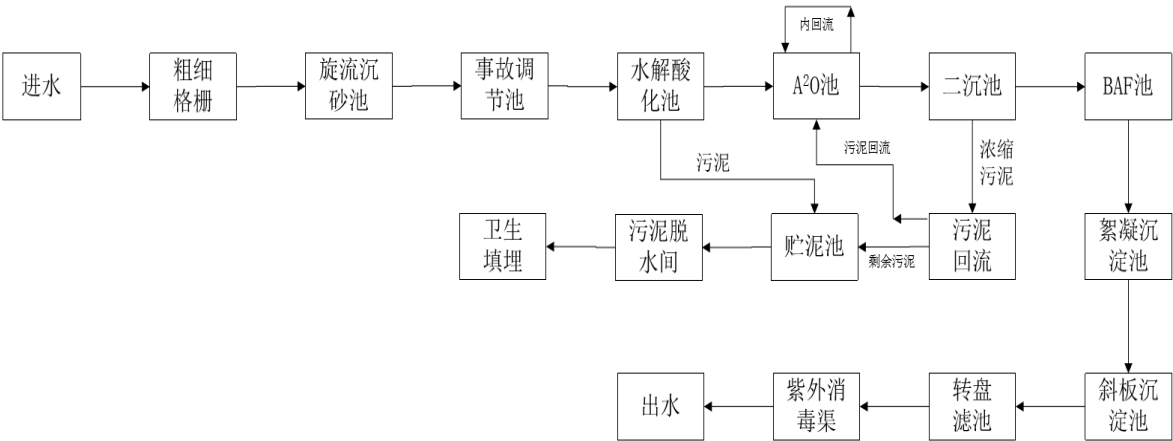 内回流
进水
粗细
格栅
旋流沉
砂池
事故调
节池
水解酸
化池
A²O池
二沉池
BAF池
污泥
污泥回流
浓缩
污泥
卫生
填埋
污泥脱
水间
贮泥池
剩余污泥
污泥
回流
絮凝沉
淀池
出水
紫外消
毒渠
转盘
滤池
斜板沉
淀池